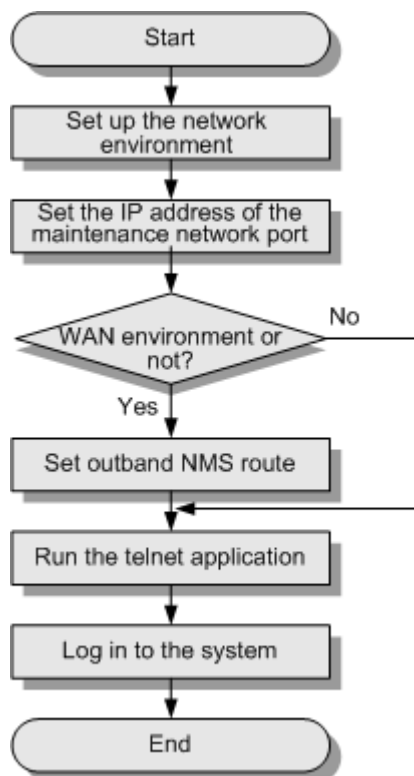 Start
Set up the network
environment
Set the IP address of the
maintenance network port
WAN environment or
not?
No
Yes
Set outband NMS route
Run the telnet application
Log in to the system
End